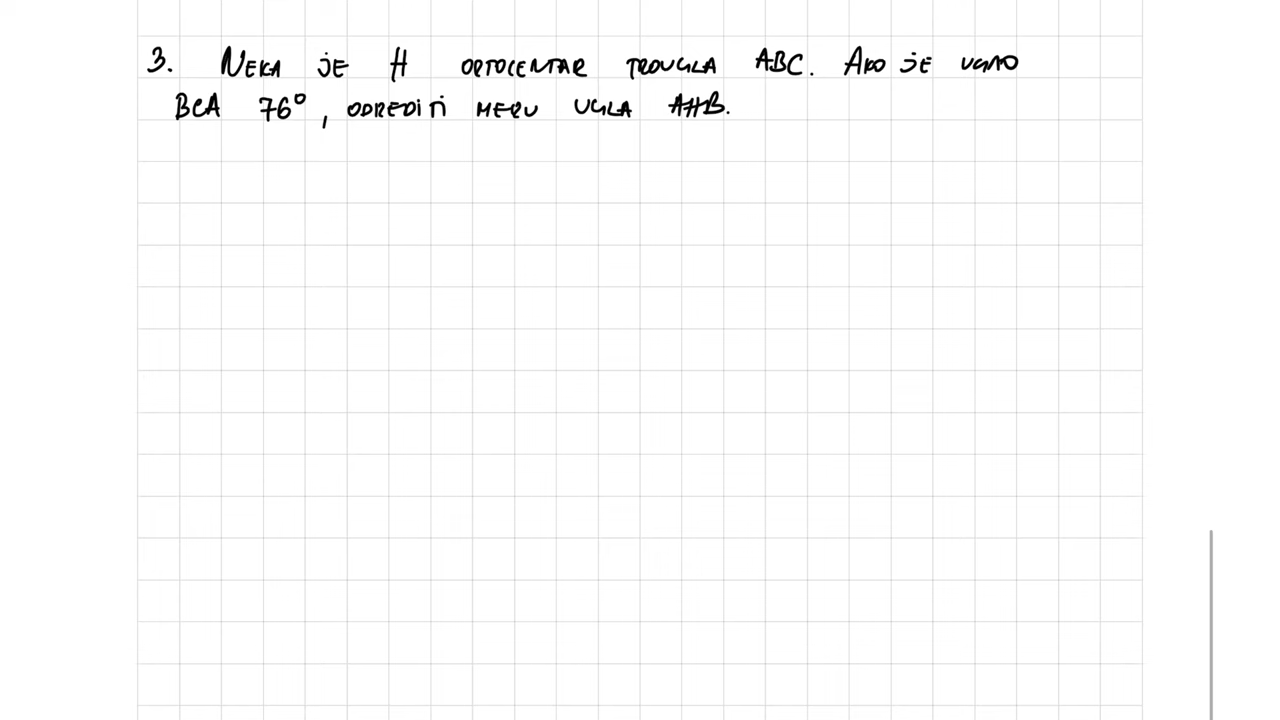 3. NEKA JE H ORTOCENTAR TROUGLA ABC. AKO JE UGAO
BCA 76°, ODREDITI MERU UGLA AHB.